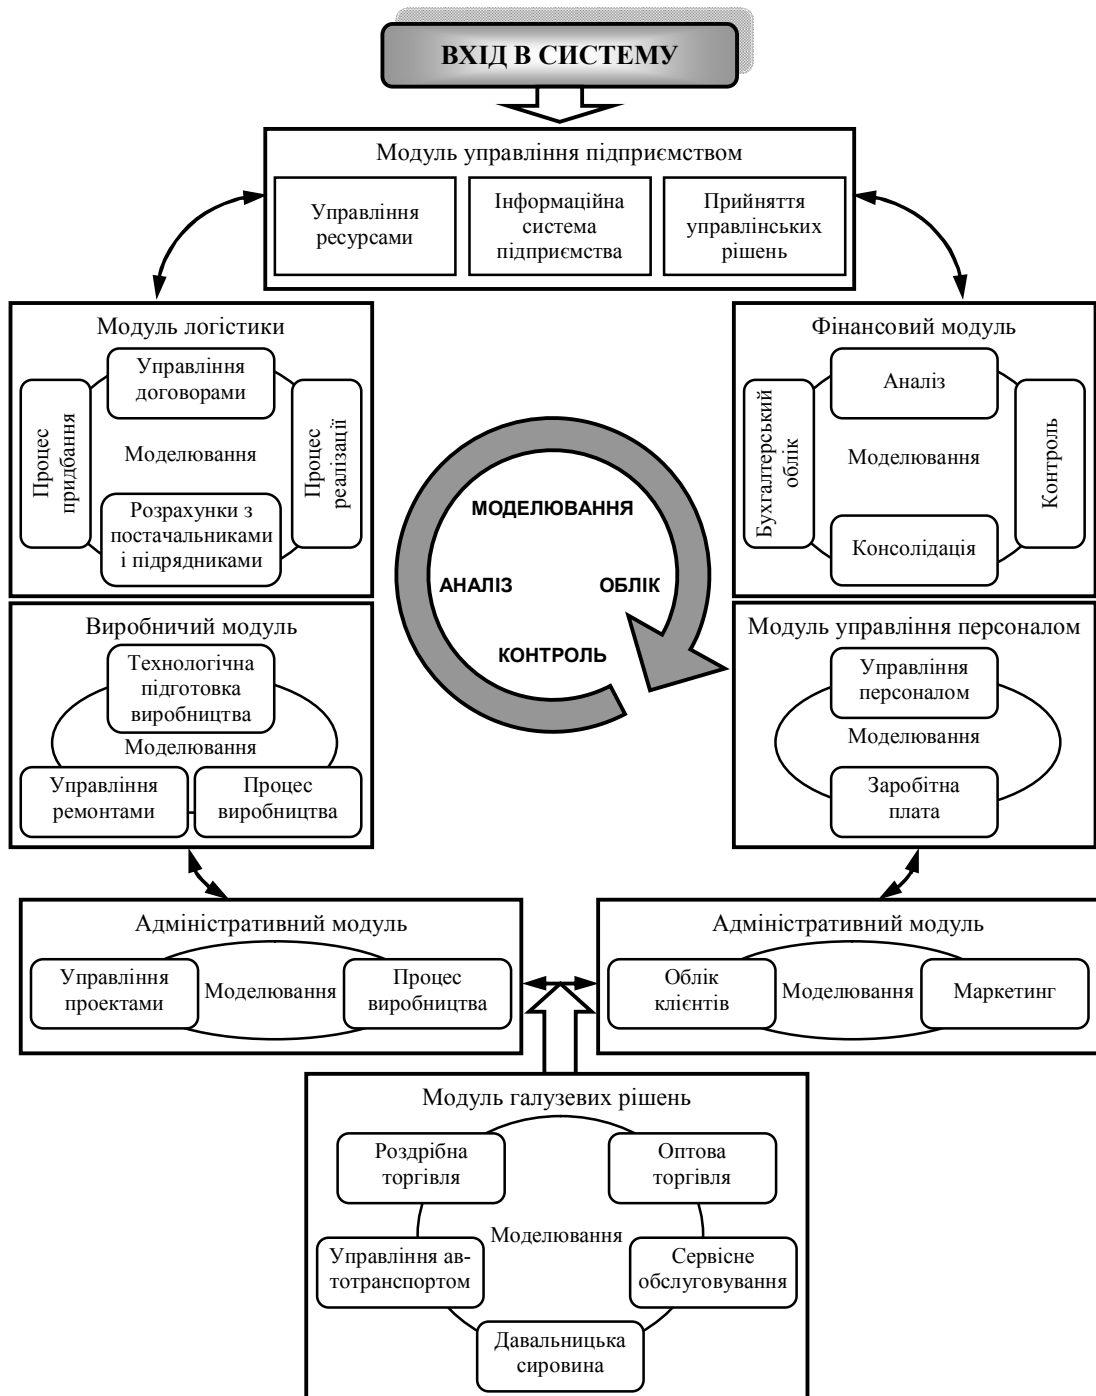 ВХІД В СИСТЕМУ
Модуль управління підприємством
Управління
ресурсами
Інформаційна
система
підприємства
Прийняття
управлінських
рішень
Модуль логістики
Управління
договорами
Процес
придбання
Моделювання
Процес
реалізації
Розрахунки з
постачальниками
і підрядниками
Фінансовий модуль
Аналіз
Бухгалтерський
облік
Моделювання
Контроль
Консолідація
МОДЕЛЮВАННЯ
АНАЛІЗ
ОБЛІК
КОНТРОЛЬ
Виробничий модуль
Технологічна
підготовка
виробництва
Моделювання
Управління
ремонтами
Процес
виробництва
Модуль управління персоналом
Управління
персоналом
Моделювання
Заробітна
плата
Адміністративний модуль
Управління
проектами
Моделювання
Процес
виробництва
Адміністративний модуль
Облік
клієнтів
Моделювання
Маркетинг
Модуль галузевих рішень
Роздрібна
торгівля
Оптова
торгівля
Моделювання
Управління ав-
тотранспортом
Сервісне
обслуговування
Давальницька
сировина